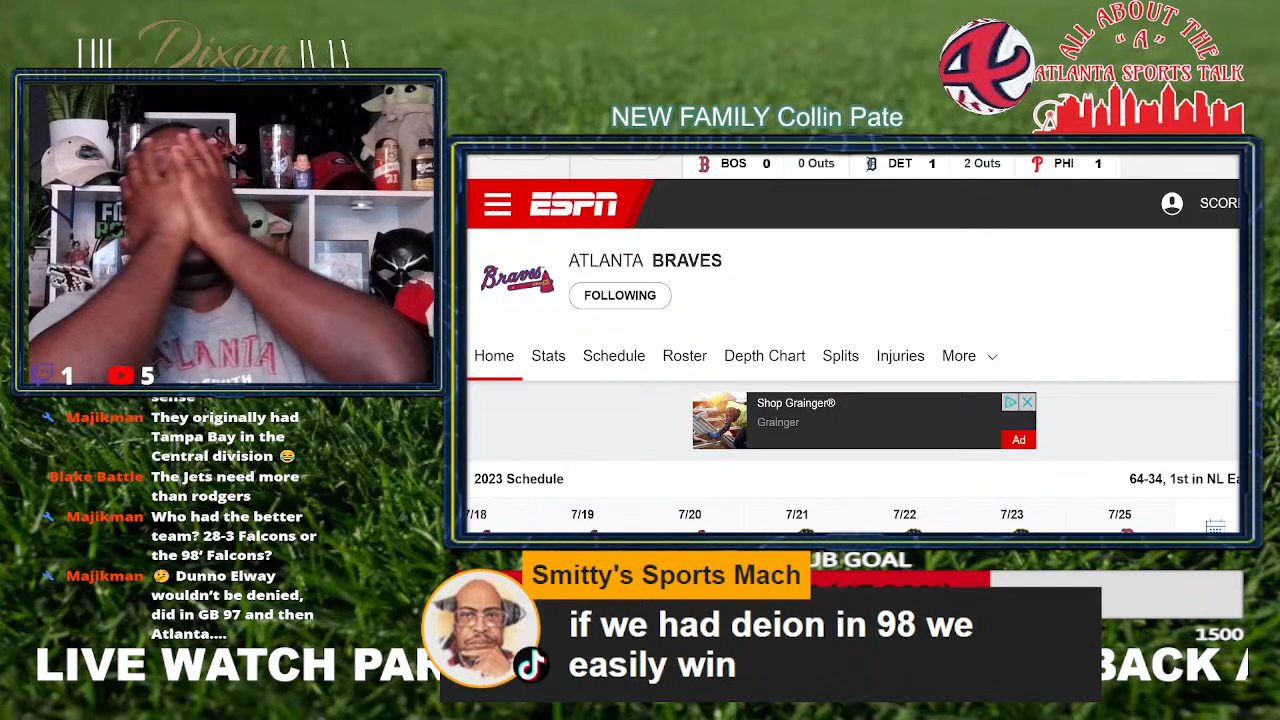 Dixon
ALL ABOUT THE
"A"
ATLANTA SPORTS TALK
NEW FAMILY Collin Pate
BOS 0 0 Outs DET 1 2 Outs PHI 1
ESPN
SCORI
ATLANTA BRAVES
Braves
FOLLOWING
Home Stats Schedule Roster Depth Chart Splits Injuries More
Shop Grainger®
Grainger
Ad
2023 Schedule
64-34, 1st in NL Ea
7/18 7/19 7/20 7/21 7/22 7/23 7/25
ATLANTA
1 5
sense
Majikman They originally had
Tampa Bay in the
Central division 😂
Blake Battle The Jets need more
than rodgers
Majikman Who had the better
team? 28-3 Falcons or
the 98' Falcons?
Majikman 🤔 Dunno Elway
wouldn't be denied,
did in GB 97 and then
Atlanta....
UB GOAL
1500
Smitty's Sports Mach
if we had deion in 98 we
easily win
LIVE WATCH PAR
BACK A